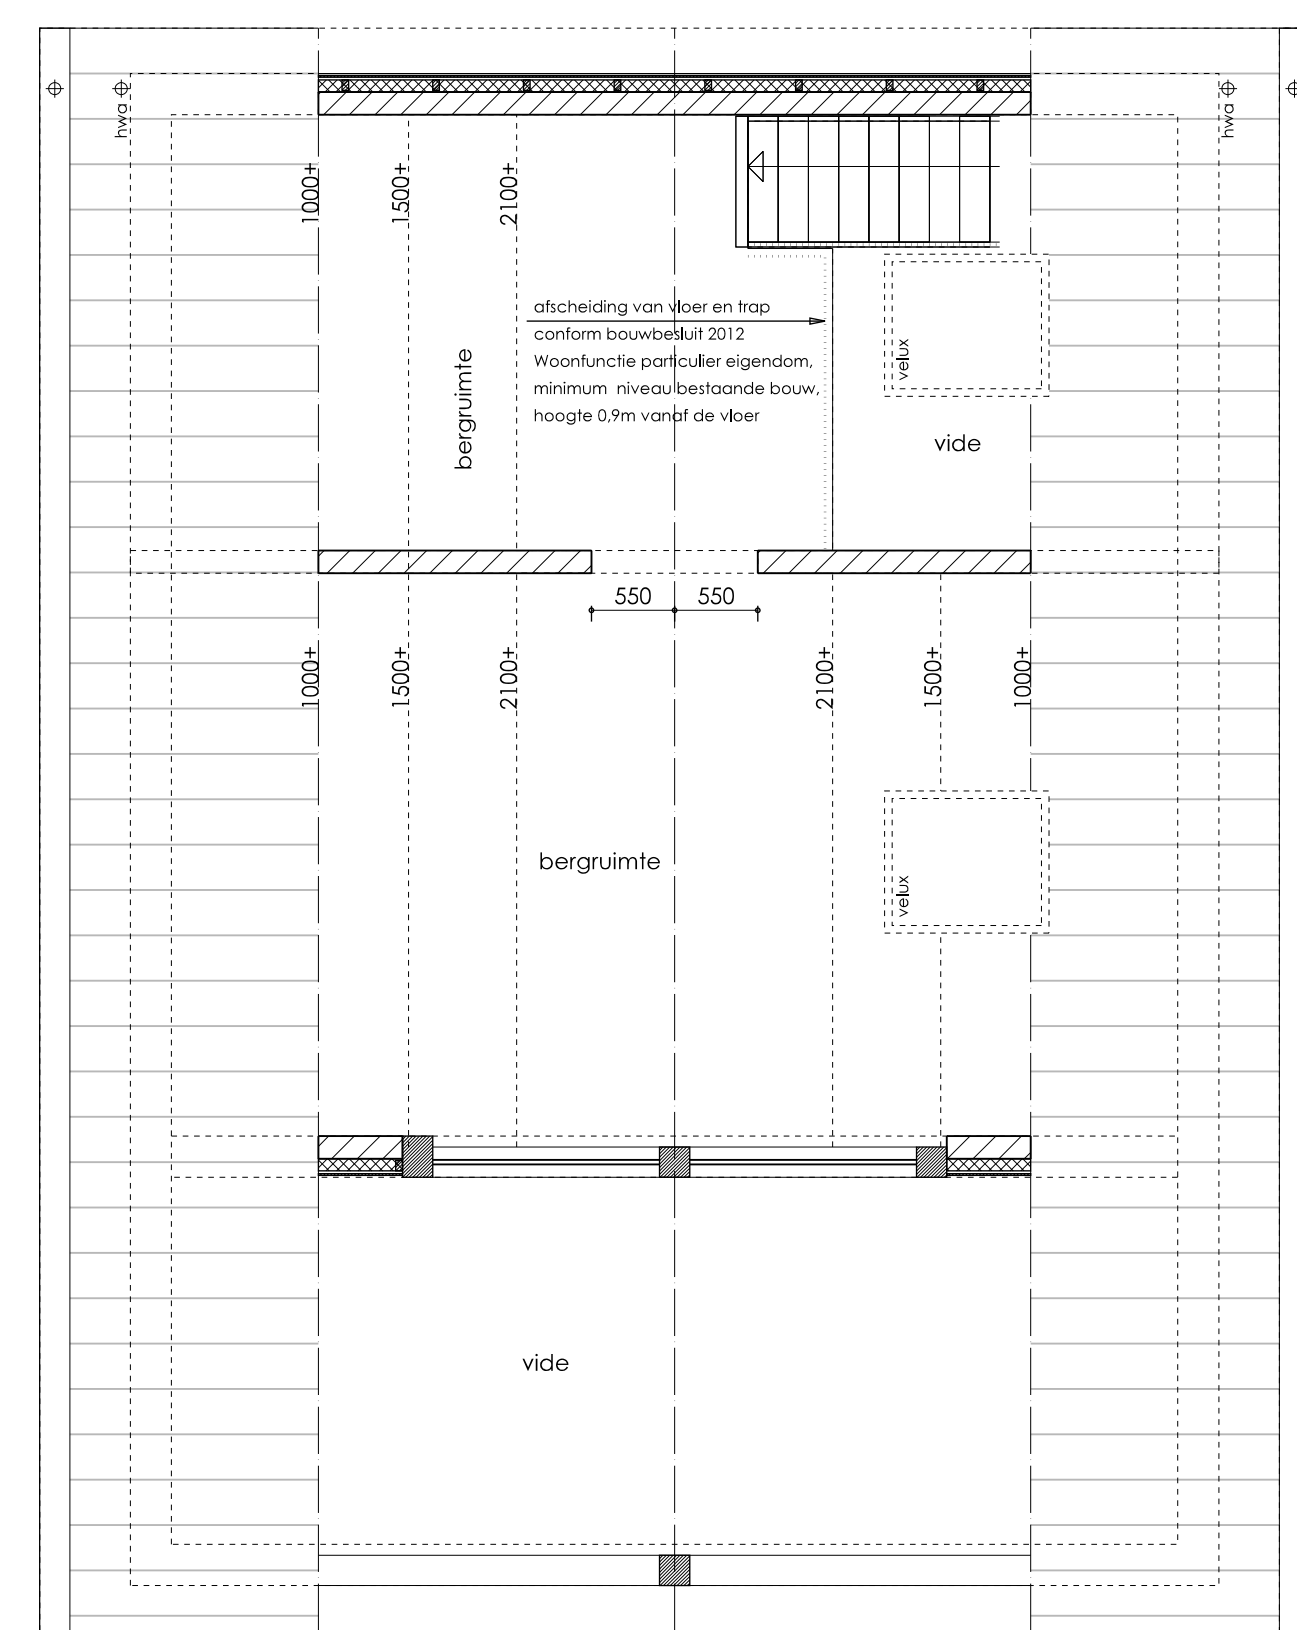 hwa
hwa
1000+
1500+
2100+
afscheiding van vloer en trap
conform bouwbesluit 2012
Woonfunctie particulier eigendom,
minimum niveau bestaande bouw,
hoogte 0,9m vanaf de vloer
bergruimte
velux
vide
550 550
1000+
1500+
2100+
2100+
1500+
1000+
bergruimte
velux
vide